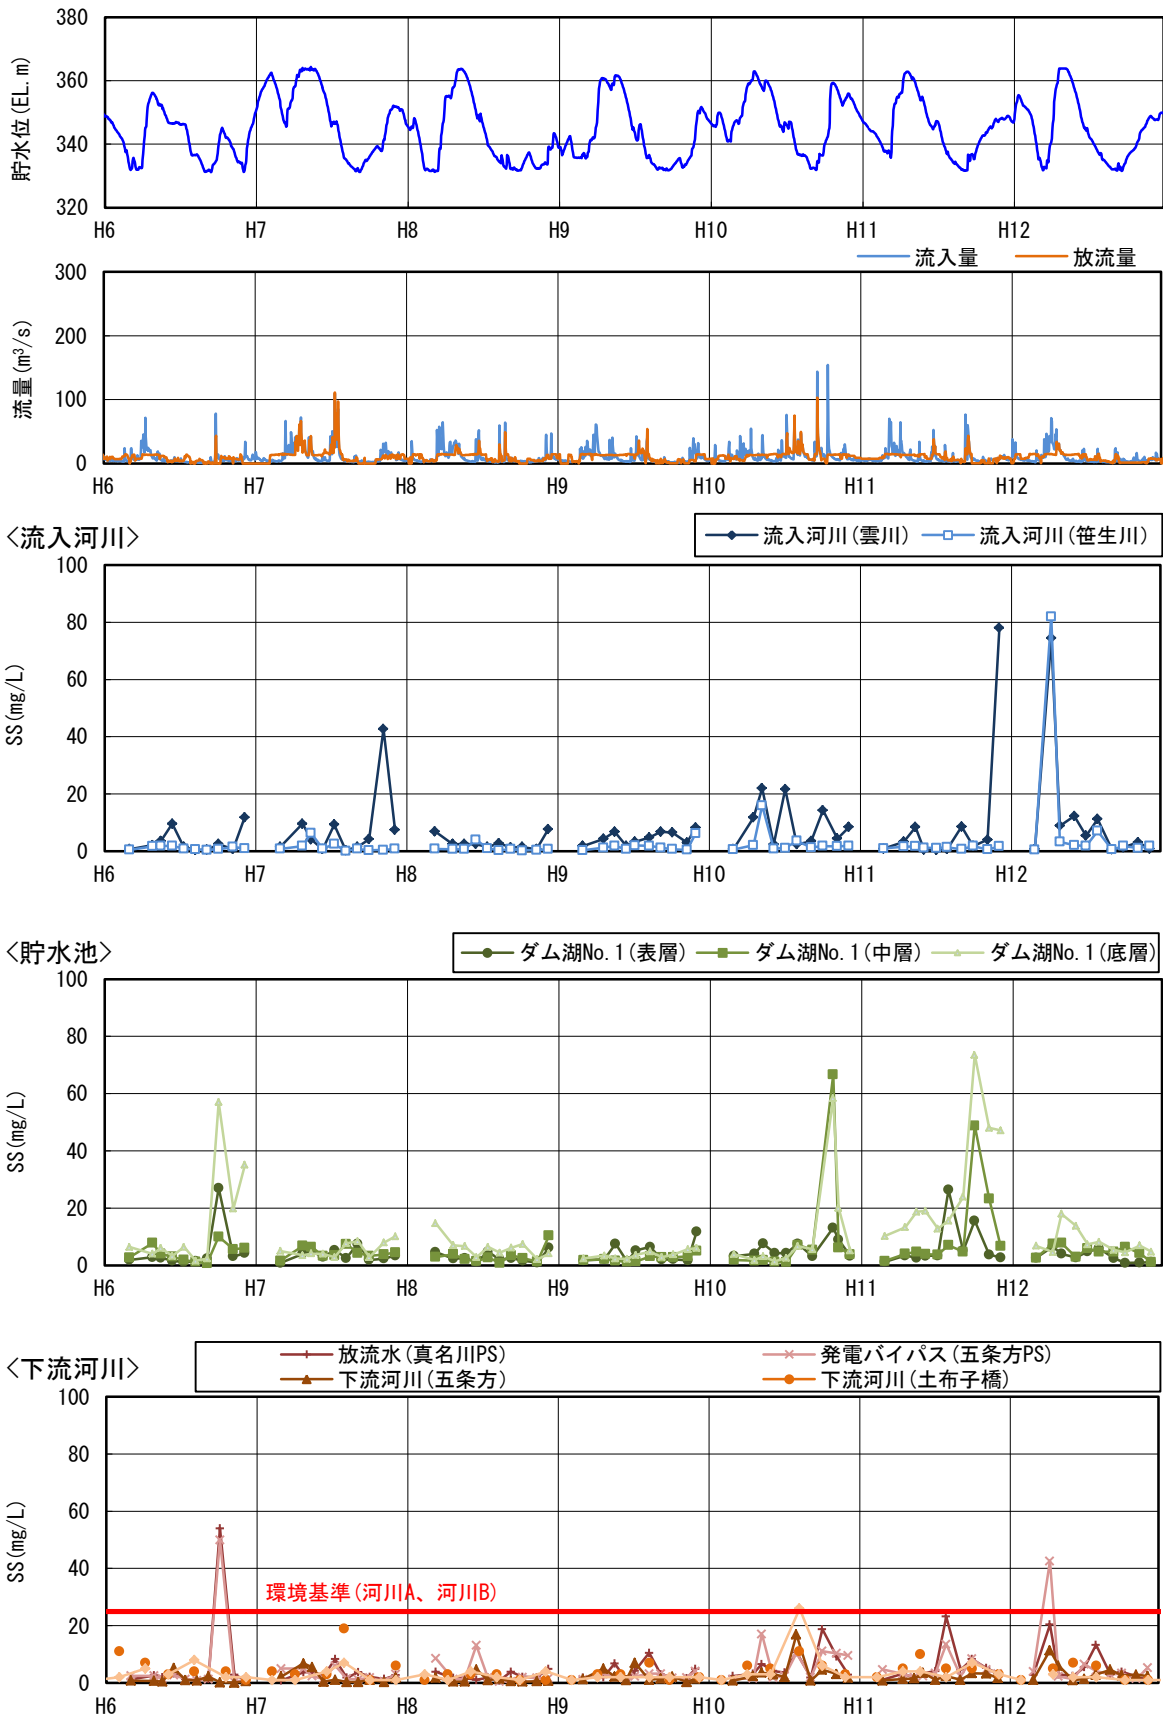 380
360
340
320
貯水位(EL.m)
H6 H7 H8 H9 H10 H11 H12
流入量 放流量
300
200
100
0
流量(m³/s)
H6 H7 H8 H9 H10 H11 H12
<流入河川>
流入河川(雲川) 流入河川(笹生川)
100
80
60
40
20
0
SS(mg/L)
H6 H7 H8 H9 H10 H11 H12
<貯水池>
ダム湖No.1(表層) ダム湖No.1(中層) ダム湖No.1(底層)
100
80
60
40
20
0
SS(mg/L)
H6 H7 H8 H9 H10 H11 H12
<下流河川>
放流水(真名川PS) 発電バイパス(五条方PS)
下流河川(五条方) 下流河川(土布子橋)
100
80
60
40
20
0
SS(mg/L)
環境基準(河川A、河川B)
H6 H7 H8 H9 H10 H11 H12